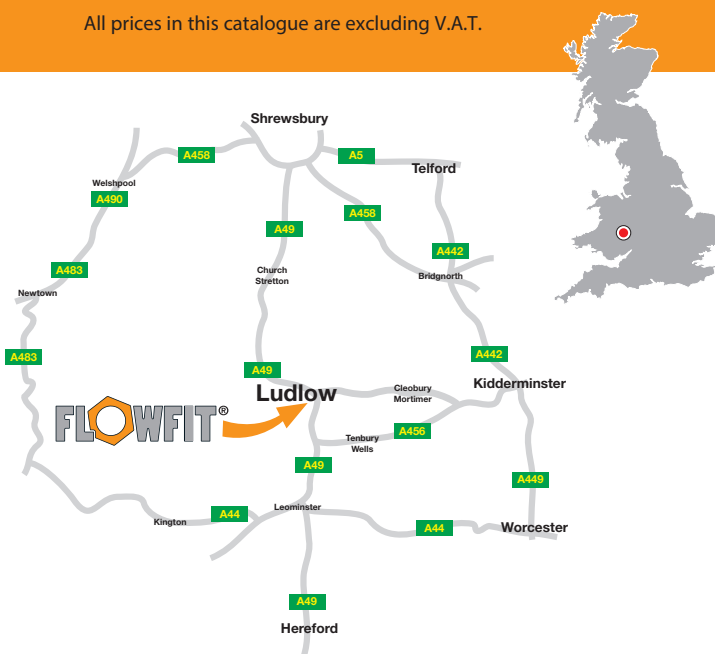 All prices in this catalogue are excluding V.A.T.
Shrewsbury
A458
A5
Telford
Welshpool
A490
A458
A49
A442
A483
Church
Stretton
Bridgnorth
Newtown
A483
A442
A49
Ludlow
Cleobury
Mortimer
Kidderminster
FLOWFIT®
A456
Tenbury
Wells
A49
A449
Leominster
A44
Kington
A44
Worcester
A49
Hereford